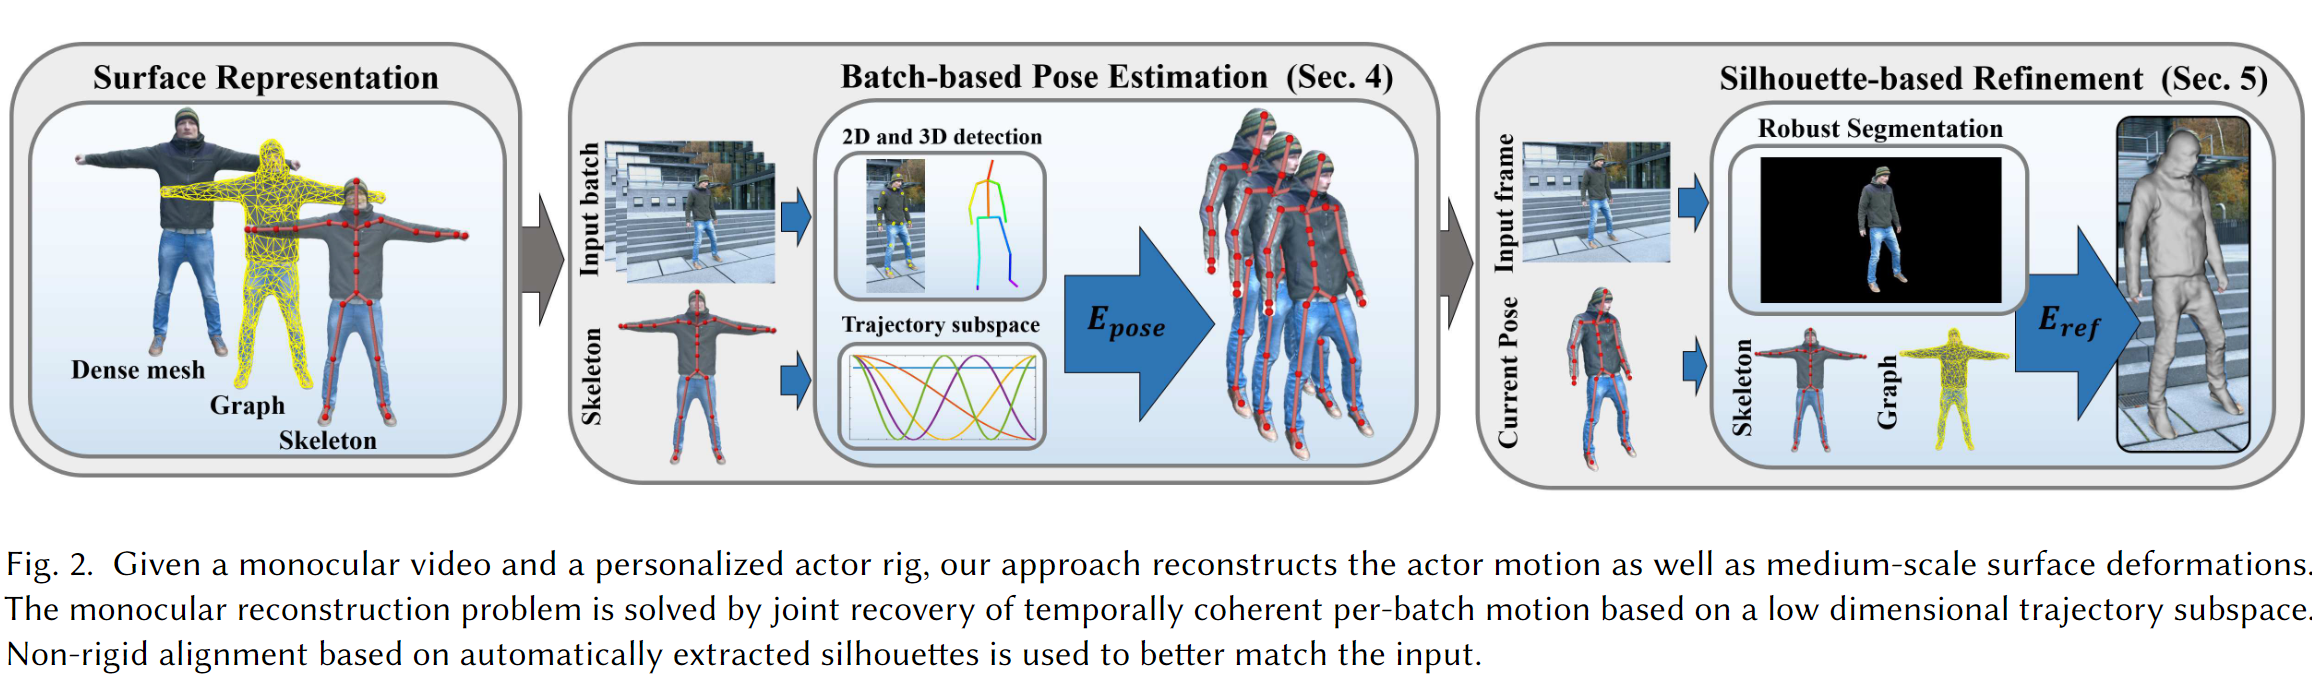 Surface Representation
Dense mesh
Graph
Skeleton
Batch-based Pose Estimation (Sec. 4)
Input batch
Skeleton
2D and 3D detection
Trajectory subspace
E_pose
Silhouette-based Refinement (Sec. 5)
Input frame
Current Pose
Robust Segmentation
Skeleton
Graph
E_ref
Fig. 2. Given a monocular video and a personalized actor rig, our approach reconstructs the actor motion as well as medium-scale surface deformations.
The monocular reconstruction problem is solved by joint recovery of temporally coherent per-batch motion based on a low dimensional trajectory subspace.
Non-rigid alignment based on automatically extracted silhouettes is used to better match the input.